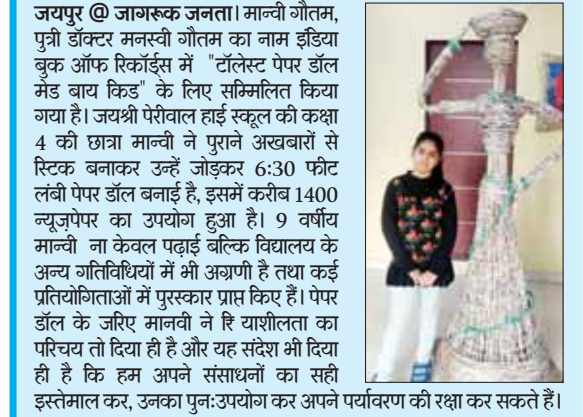 जयपुर @ जागरूक जनता। मान्वी गौतम,
पुत्री डॉक्टर मनस्वी गौतम का नाम इंडिया
बुक ऑफ रिकॉर्ड्स में "टॉलेस्ट पेपर डॉल
मेड बाय किड" के लिए सम्मिलित किया
गया है। जयश्री पेरीवाल हाई स्कूल की कक्षा
4 की छात्रा मान्वी ने पुराने अखबारों से
स्टिक बनाकर उन्हें जोड़कर 6:30 फीट
लंबी पेपर डॉल बनाई है, इसमें करीब 1400
न्यूज़पेपर का उपयोग हुआ है। 9 वर्षीय
मान्वी ना केवल पढ़ाई बल्कि विद्यालय के
अन्य गतिविधियों में भी अग्रणी है तथा कई
प्रतियोगिताओं में पुरस्कार प्राप्त किए हैं। पेपर
डॉल के जरिए मानवी ने याशीलता का
परिचय तो दिया ही है और यह संदेश भी दिया
ही है कि हम अपने संसाधनों का सही
इस्तेमाल कर, उनका पुनःउपयोग कर अपने पर्यावरण की रक्षा कर सकते हैं।